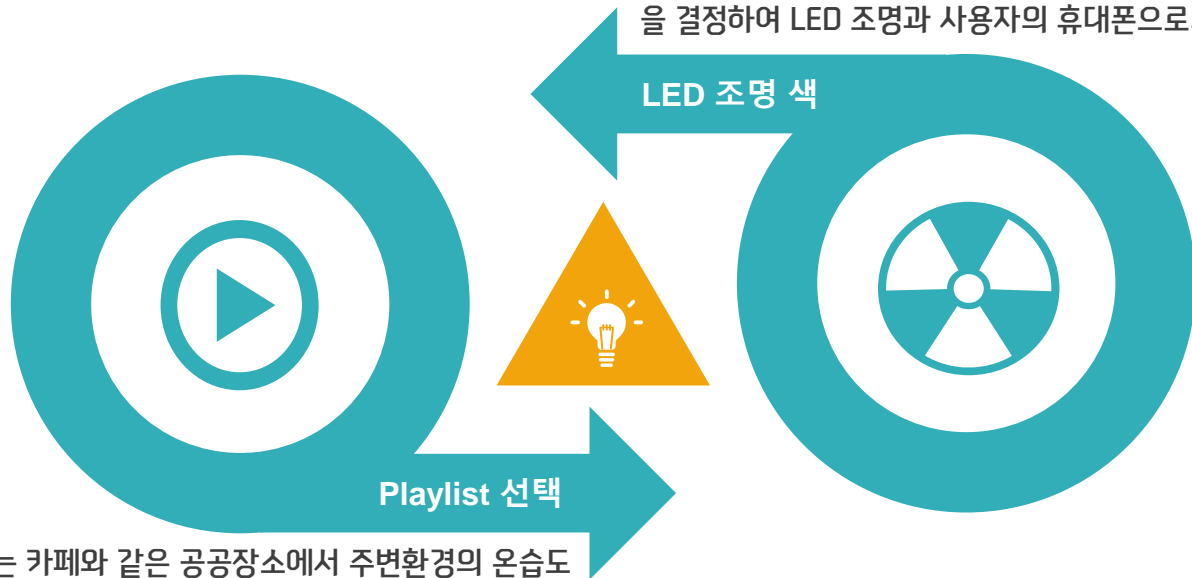 을 결정하여 LED 조명과 사용자의 휴대폰으로
LED 조명 색
Playlist 선택
는 카페와 같은 공공장소에서 주변환경의 온습도